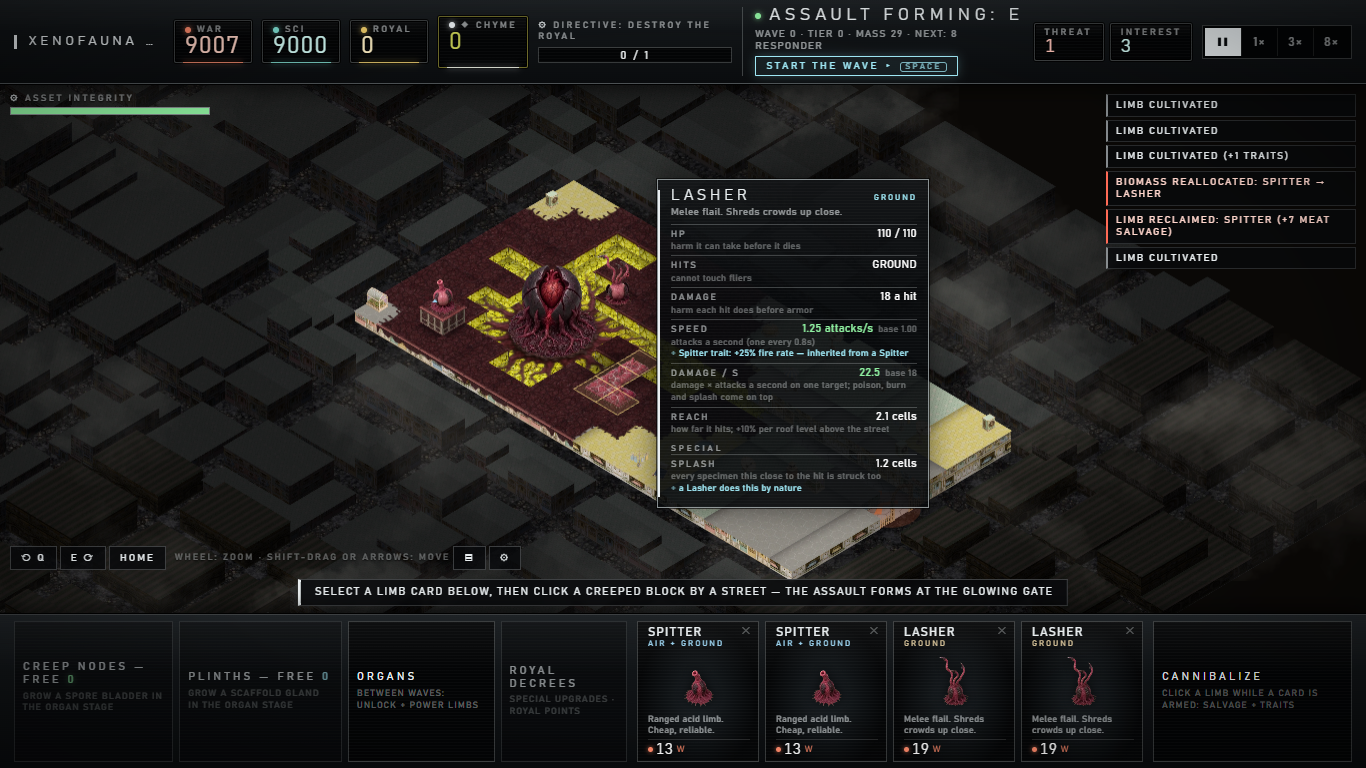 XENOFAUNA …
WAR
9007
SCI
9000
ROYAL
0
CHYME
0
DIRECTIVE: DESTROY THE
ROYAL
0 / 1
ASSAULT FORMING: E
WAVE 0 · TIER 0 · MASS 29 · NEXT: 8
RESPONDER
START THE WAVE ▸ SPACE
THREAT
1
INTEREST
3
1×
3×
8×
ASSET INTEGRITY
LIMB CULTIVATED
LIMB CULTIVATED
LIMB CULTIVATED (+1 TRAITS)
BIOMASS REALLOCATED: SPITTER →
LASHER
LIMB RECLAIMED: SPITTER (+7 MEAT
SALVAGE)
LIMB CULTIVATED
LASHER
GROUND
Melee flail. Shreds crowds up close.
HP 110 / 110
harm it can take before it dies
HITS GROUND
cannot touch fliers
DAMAGE 18 a hit
harm each hit does before armor
SPEED 1.25 attacks/s base 1.00
attacks a second (one every 0.8s)
+ Spitter trait: +25% fire rate — inherited from a Spitter
DAMAGE / S 22.5 base 18
damage × attacks a second on one target; poison, burn
and splash come on top
REACH 2.1 cells
how far it hits; +10% per roof level above the street
SPECIAL
SPLASH 1.2 cells
every specimen this close to the hit is struck too
+ a Lasher does this by nature
Q
E
HOME
WHEEL: ZOOM · SHIFT-DRAG OR ARROWS: MOVE
SELECT A LIMB CARD BELOW, THEN CLICK A CREEPED BLOCK BY A STREET — THE ASSAULT FORMS AT THE GLOWING GATE
CREEP NODES —
FREE 0
GROW A SPORE BLADDER IN
THE ORGAN STAGE
PLINTHS — FREE 0
GROW A SCAFFOLD GLAND
IN THE ORGAN STAGE
ORGANS
BETWEEN WAVES:
UNLOCK + POWER LIMBS
ROYAL
DECREES
SPECIAL UPGRADES ·
ROYAL POINTS
SPITTER ×
AIR + GROUND
Ranged acid limb.
Cheap, reliable.
13 W
SPITTER ×
AIR + GROUND
Ranged acid limb.
Cheap, reliable.
13 W
LASHER ×
GROUND
Melee flail. Shreds
crowds up close.
19 W
LASHER ×
GROUND
Melee flail. Shreds
crowds up close.
19 W
CANNIBALIZE
CLICK A LIMB WHILE A CARD IS
ARMED: SALVAGE + TRAITS